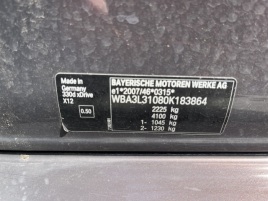 Made in
Germany
330d xDrive
X12
0.50
BAYERISCHE MOTOREN WERKE AG
e1*2007/46*0315*
WBA3L31080K183864
2225 kg
4100 kg
1- 1045 kg
2- 1230 kg